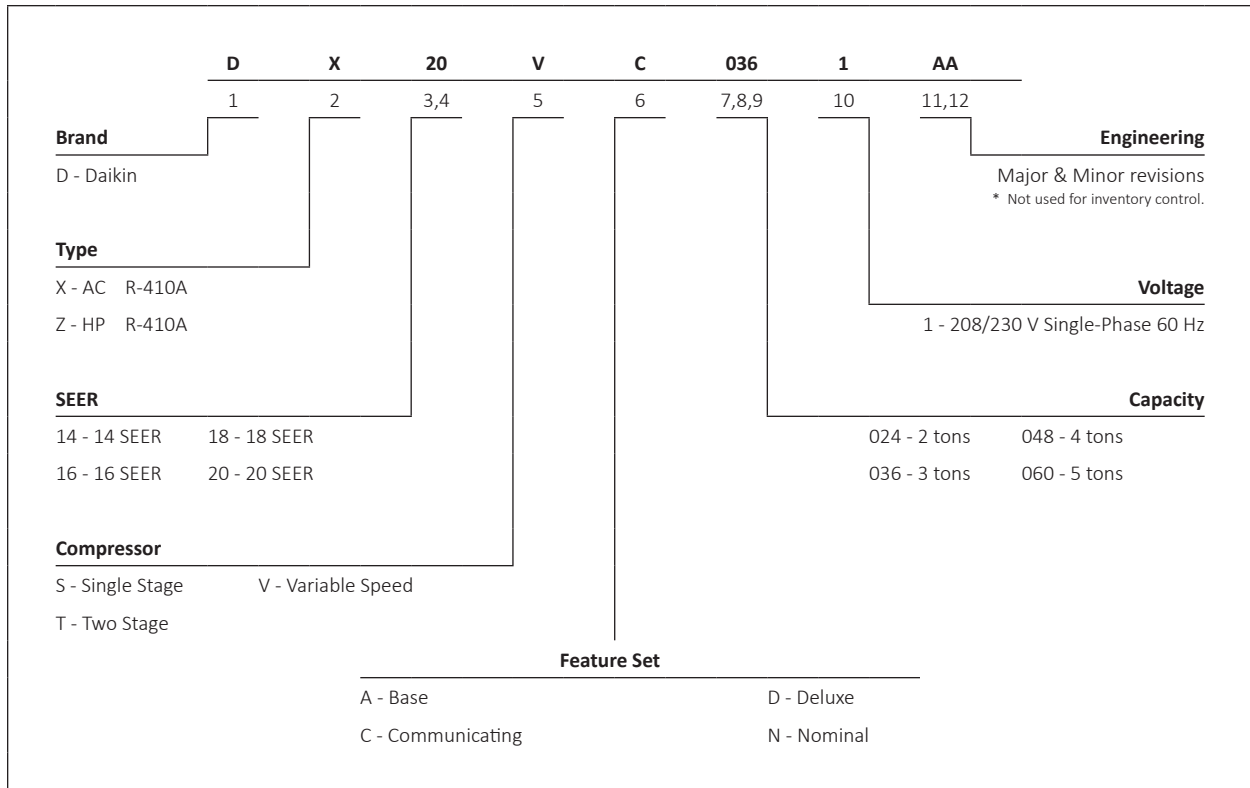 D X 20 V C 036 1 AA
1 2 3,4 5 6 7,8,9 10 11,12
Brand
D - Daikin
Engineering
Major & Minor revisions
* Not used for inventory control.
Type
X - AC R-410A
Z - HP R-410A
Voltage
1 - 208/230 V Single-Phase 60 Hz
SEER
14 - 14 SEER 18 - 18 SEER
16 - 16 SEER 20 - 20 SEER
Capacity
024 - 2 tons 048 - 4 tons
036 - 3 tons 060 - 5 tons
Compressor
S - Single Stage V - Variable Speed
T - Two Stage
Feature Set
A - Base D - Deluxe
C - Communicating N - Nominal